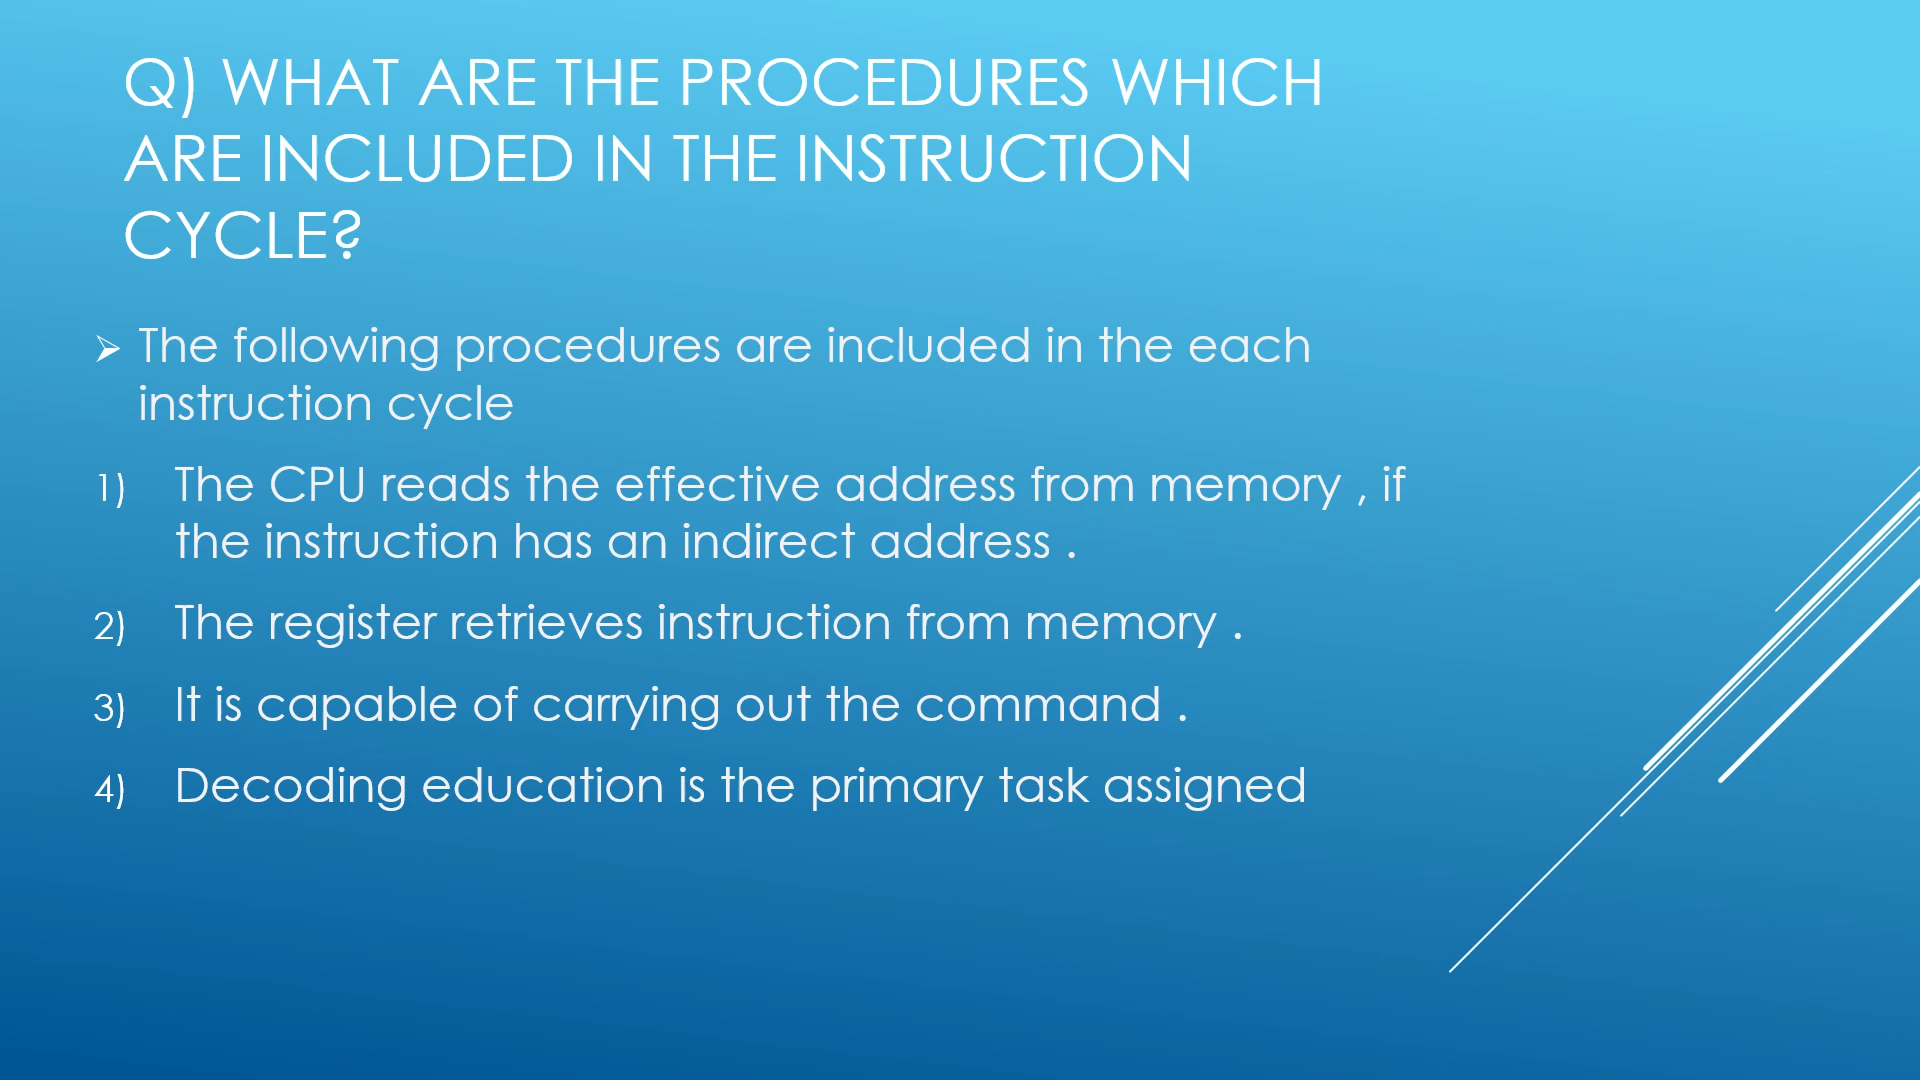 Q) WHAT ARE THE PROCEDURES WHICH
ARE INCLUDED IN THE INSTRUCTION
CYCLE?
➢ The following procedures are included in the each
instruction cycle
1) The CPU reads the effective address from memory , if
the instruction has an indirect address .
2) The register retrieves instruction from memory .
3) It is capable of carrying out the command .
4) Decoding education is the primary task assigned